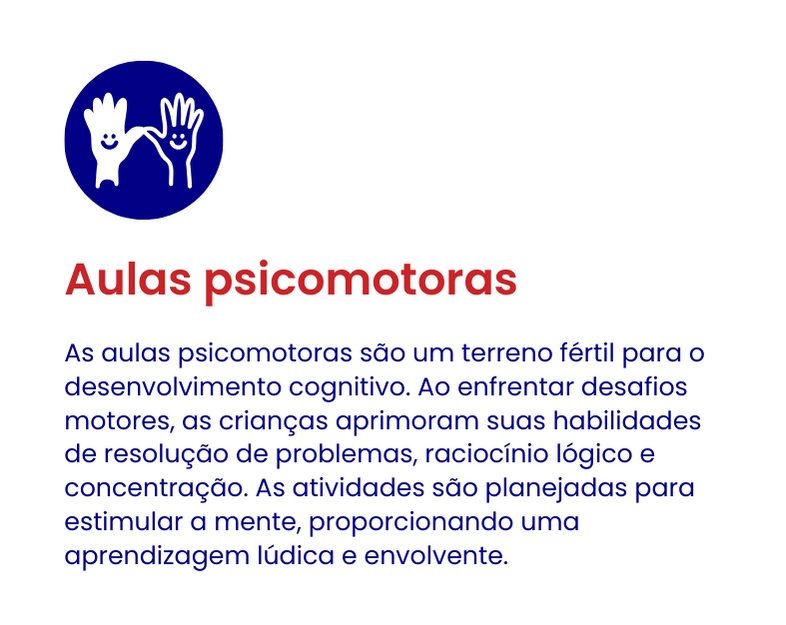 Aulas psicomotoras
As aulas psicomotoras são um terreno fértil para o
desenvolvimento cognitivo. Ao enfrentar desafios
motores, as crianças aprimoram suas habilidades
de resolução de problemas, raciocínio lógico e
concentração. As atividades são planejadas para
estimular a mente, proporcionando uma
aprendizagem lúdica e envolvente.